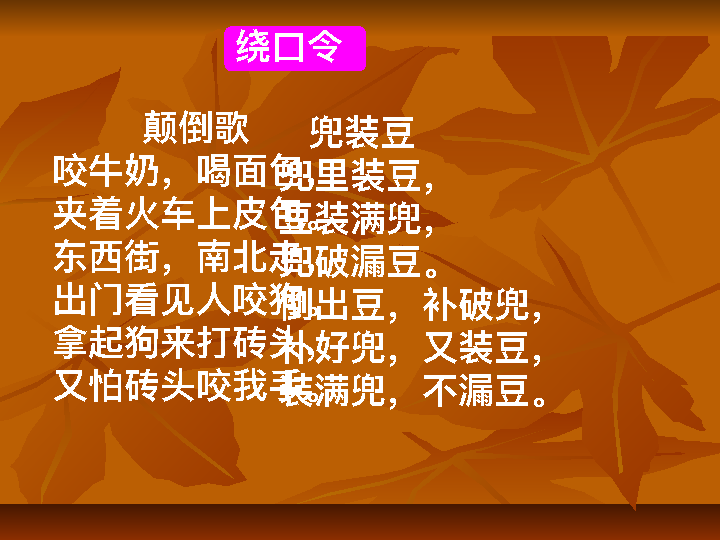 绕口令
颠倒歌
咬牛奶，喝面包，
夹着火车上皮包。
东西街，南北走，
出门看见人咬狗。
拿起狗来打砖头，
又怕砖头咬我手。
兜装豆
兜里装豆，
豆装满兜，
兜破漏豆。
倒出豆，补破兜，
补好兜，又装豆，
装满兜，不漏豆。